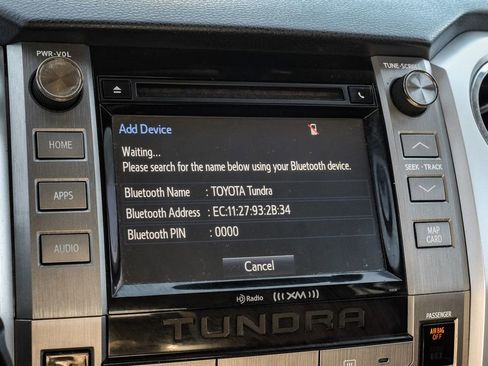 PWR•VOL
TUNE•SCROLL
Add Device
Waiting...
Please search for the name below using your Bluetooth device.
Bluetooth Name : TOYOTA Tundra
Bluetooth Address : EC:11:27:93:2B:34
Bluetooth PIN : 0000
Cancel
HOME
APPS
AUDIO
SEEK • TRACK
MAP
CARD
HD Radio ((XM))
TUNDRA
PASSENGER
AIR BAG
OFF